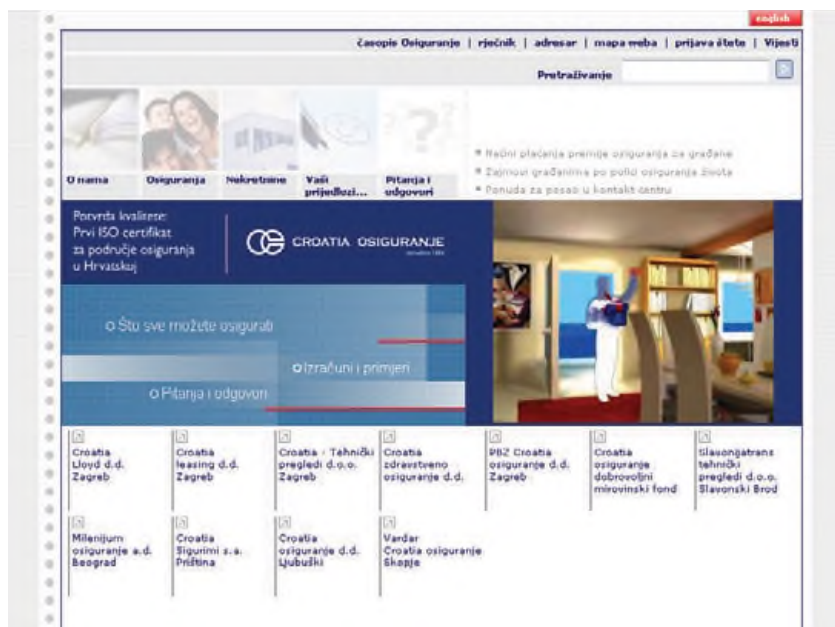 english
časopis Osiguranje | rječnik | adresar | mapa weba | prijava štete | Vijesti
Pretraživanje
O nama
Osiguranja
Nekretnine
Vaši
prijedlozi...
Pitanja i
odgovori
Načini plaćanja premije osiguranja za građane
Zajmovi građanima po polici osiguranja života
Ponuda za posao u kontakt centru
Potvrda kvalitete:
Prvi ISO certifikat
za područje osiguranja
u Hrvatskoj
CROATIA OSIGURANJE
Što sve možete osigurati
Izračuni i primjeri
Pitanja i odgovori
Croatia
Lloyd d.d.
Zagreb
Croatia
leasing d.d.
Zagreb
Croatia - Tehnički
pregledi d.o.o.
Zagreb
Croatia
zdravstveno
osiguranje d.d.
PBZ Croatia
osiguranje d.d.
Zagreb
Croatia
osiguranje
dobrovoljni
mirovinski fond
Slavonijatrans
tehnički
pregledi d.o.o.
Slavonski Brod
Milenijum
osiguranje a.d.
Beograd
Croatia
Sigurimi s.a.
Priština
Croatia
osiguranje d.d.
Ljubuški
Vardar
Croatia osiguranje
Skopje